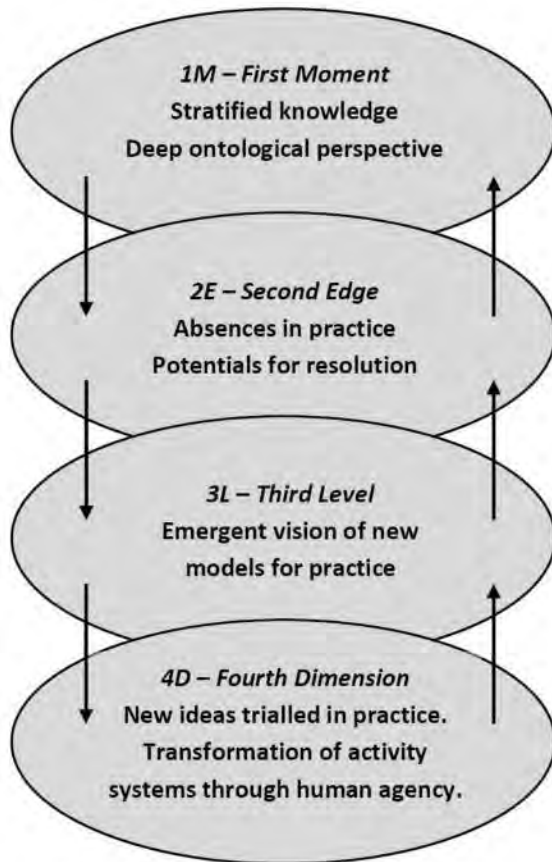 1M – First Moment
Stratified knowledge
Deep ontological perspective
2E – Second Edge
Absences in practice
Potentials for resolution
3L – Third Level
Emergent vision of new
models for practice
4D – Fourth Dimension
New ideas trialled in practice.
Transformation of activity
systems through human agency.